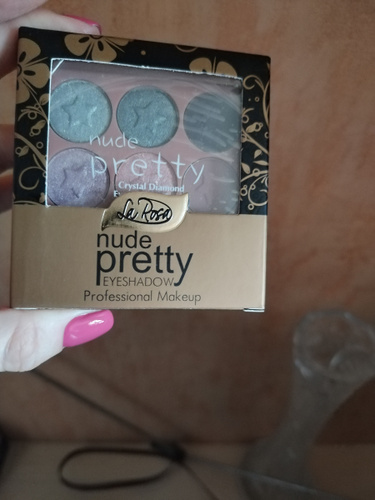 nude
pretty
Crystal Diamond
La Rosa
nude
pretty
EYESHADOW
Professional Makeup